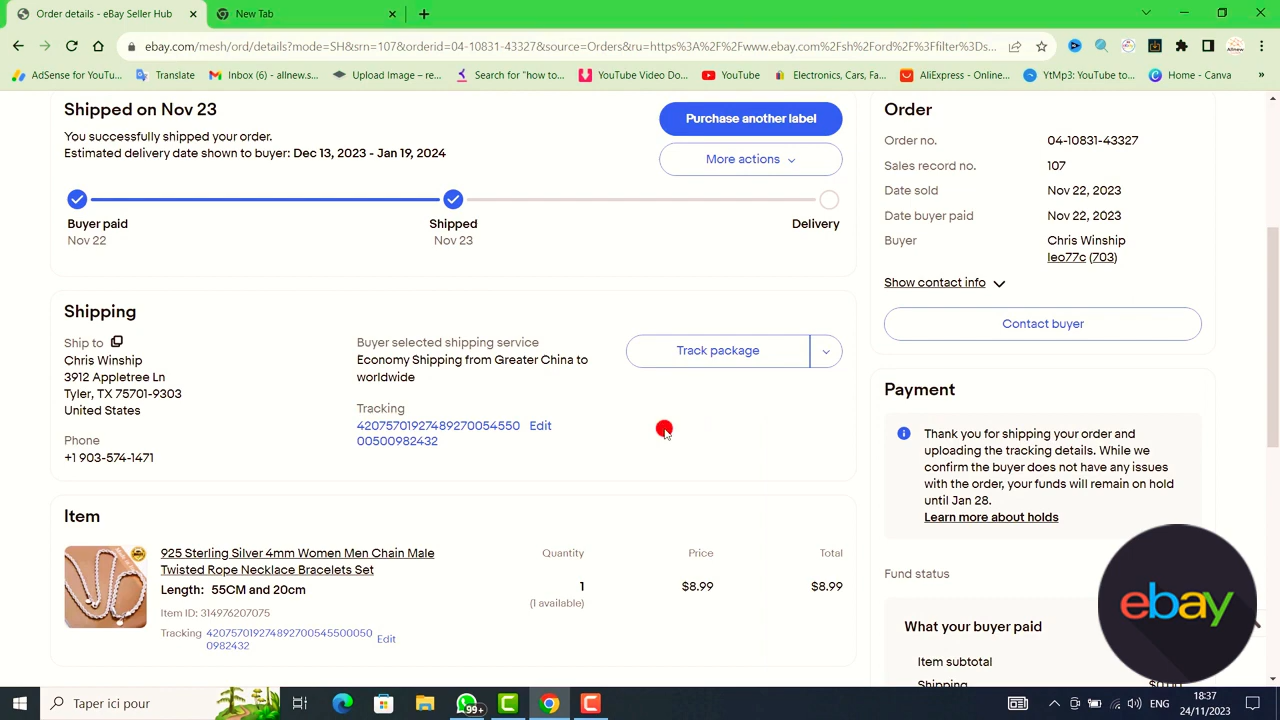 Order details - eBay Seller Hub
New Tab
ebay.com/mesh/ord/details?mode=SH&srn=107&orderid=04-10831-43327&source=Orders&ru=https%3A%2F%2Fwww.ebay.com%2Fsh%2Ford%2F%3Ffilter%3Ds...
AdSense for YouTu...
Translate
Inbox (6) - allnew.s...
Upload Image – re...
Search for "how to...
YouTube Video Do...
YouTube
Electronics, Cars, Fa...
AliExpress - Online...
YtMp3: YouTube to...
Home - Canva
»
Shipped on Nov 23
You successfully shipped your order.
Estimated delivery date shown to buyer: Dec 13, 2023 - Jan 19, 2024
Purchase another label
More actions
Buyer paid
Nov 22
Shipped
Nov 23
Delivery
Shipping
Ship to
Chris Winship
3912 Appletree Ln
Tyler, TX 75701-9303
United States
Phone
+1 903-574-1471
Buyer selected shipping service
Economy Shipping from Greater China to
worldwide
Tracking
42075701927489270054550 Edit
00500982432
Track package
Item
925 Sterling Silver 4mm Women Men Chain Male
Twisted Rope Necklace Bracelets Set
Length: 55CM and 20cm
Item ID: 314976207075
Tracking 420757019274892700545500050 Edit
0982432
Quantity
1
(1 available)
Price
$8.99
Total
$8.99
Order
Order no. 04-10831-43327
Sales record no. 107
Date sold Nov 22, 2023
Date buyer paid Nov 22, 2023
Buyer Chris Winship
leo77c (703)
Show contact info
Contact buyer
Payment
Thank you for shipping your order and
uploading the tracking details. While we
confirm the buyer does not have any issues
with the order, your funds will remain on hold
until Jan 28.
Learn more about holds
Fund status
What your buyer paid
Item subtotal
Shipping
ebay
Taper ici pour
99+
ENG
18:37
24/11/2023